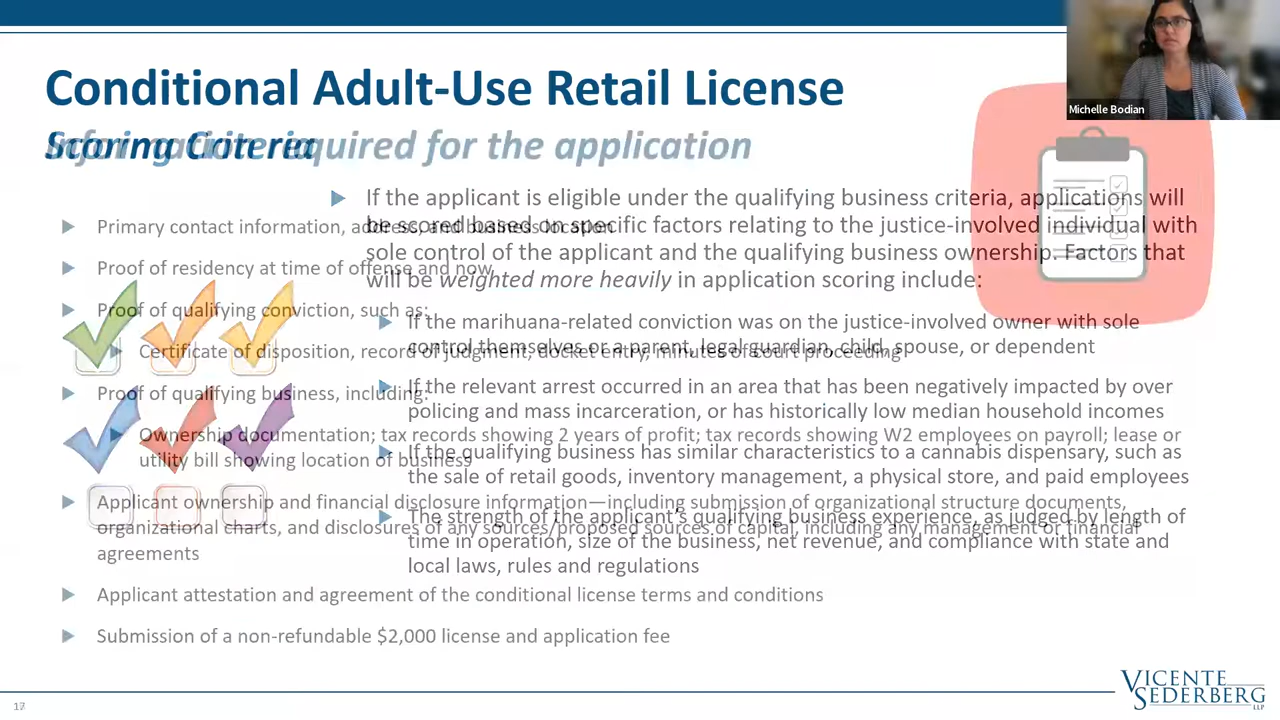 Michelle Bodian
Conditional Adult-Use Retail License
Scoring Criteria
Information required for the application
If the applicant is eligible under the qualifying business criteria, applications will
be scored based on specific factors relating to the justice-involved individual with
sole control of the applicant and the qualifying business ownership. Factors that
will be weighted more heavily in application scoring include:
If the marihuana-related conviction was on the justice-involved owner with sole
control themselves or a parent, legal guardian, child, spouse, or dependent
If the relevant arrest occurred in an area that has been negatively impacted by over
policing and mass incarceration, or has historically low median household incomes
If the qualifying business has similar characteristics to a cannabis dispensary, such as
the sale of retail goods, inventory management, a physical store, and paid employees
The strength of the applicant's qualifying business experience, as judged by length of
time in operation, size of the business, net revenue, and compliance with state and
local laws, rules and regulations
Primary contact information, address, and business location
Proof of residency at time of offense and now
Proof of qualifying conviction, such as:
Certificate of disposition, record of judgment, docket entry, minutes of court proceeding
Proof of qualifying business, including:
Ownership documentation; tax records showing 2 years of profit; tax records showing W2 employees on payroll; lease or
utility bill showing location of business
Applicant ownership and financial disclosure information—including submission of organizational structure documents,
organizational charts, and disclosures of any sources/proposed sources of capital, including any management or financial
agreements
Applicant attestation and agreement of the conditional license terms and conditions
Submission of a non-refundable $2,000 license and application fee
VICENTE
SEDERBERG
LLP